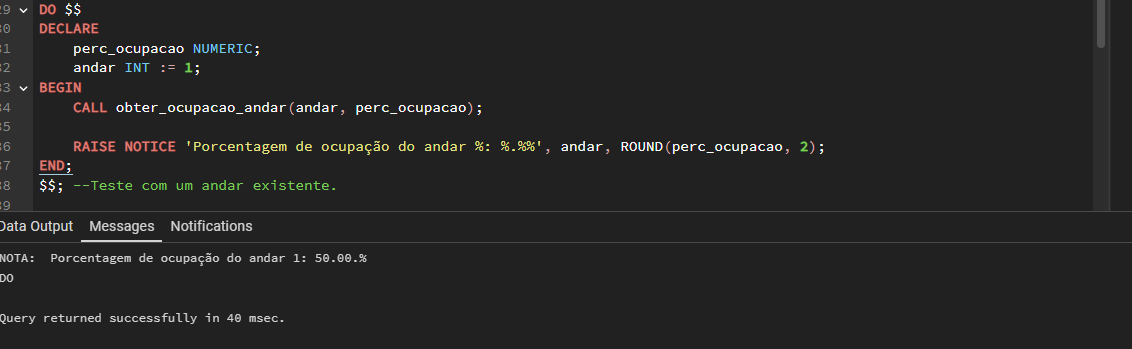 29 DO $$
30 DECLARE
31 perc_ocupacao NUMERIC;
32 andar INT := 1;
33 BEGIN
34 CALL obter_ocupacao_andar(andar, perc_ocupacao);
35
36 RAISE NOTICE 'Porcentagem de ocupação do andar %: %.%%', andar, ROUND(perc_ocupacao, 2);
37 END;
38 $$; --Teste com um andar existente.
39
Data Output Messages Notifications
NOTA: Porcentagem de ocupação do andar 1: 50.00.%
DO
Query returned successfully in 40 msec.